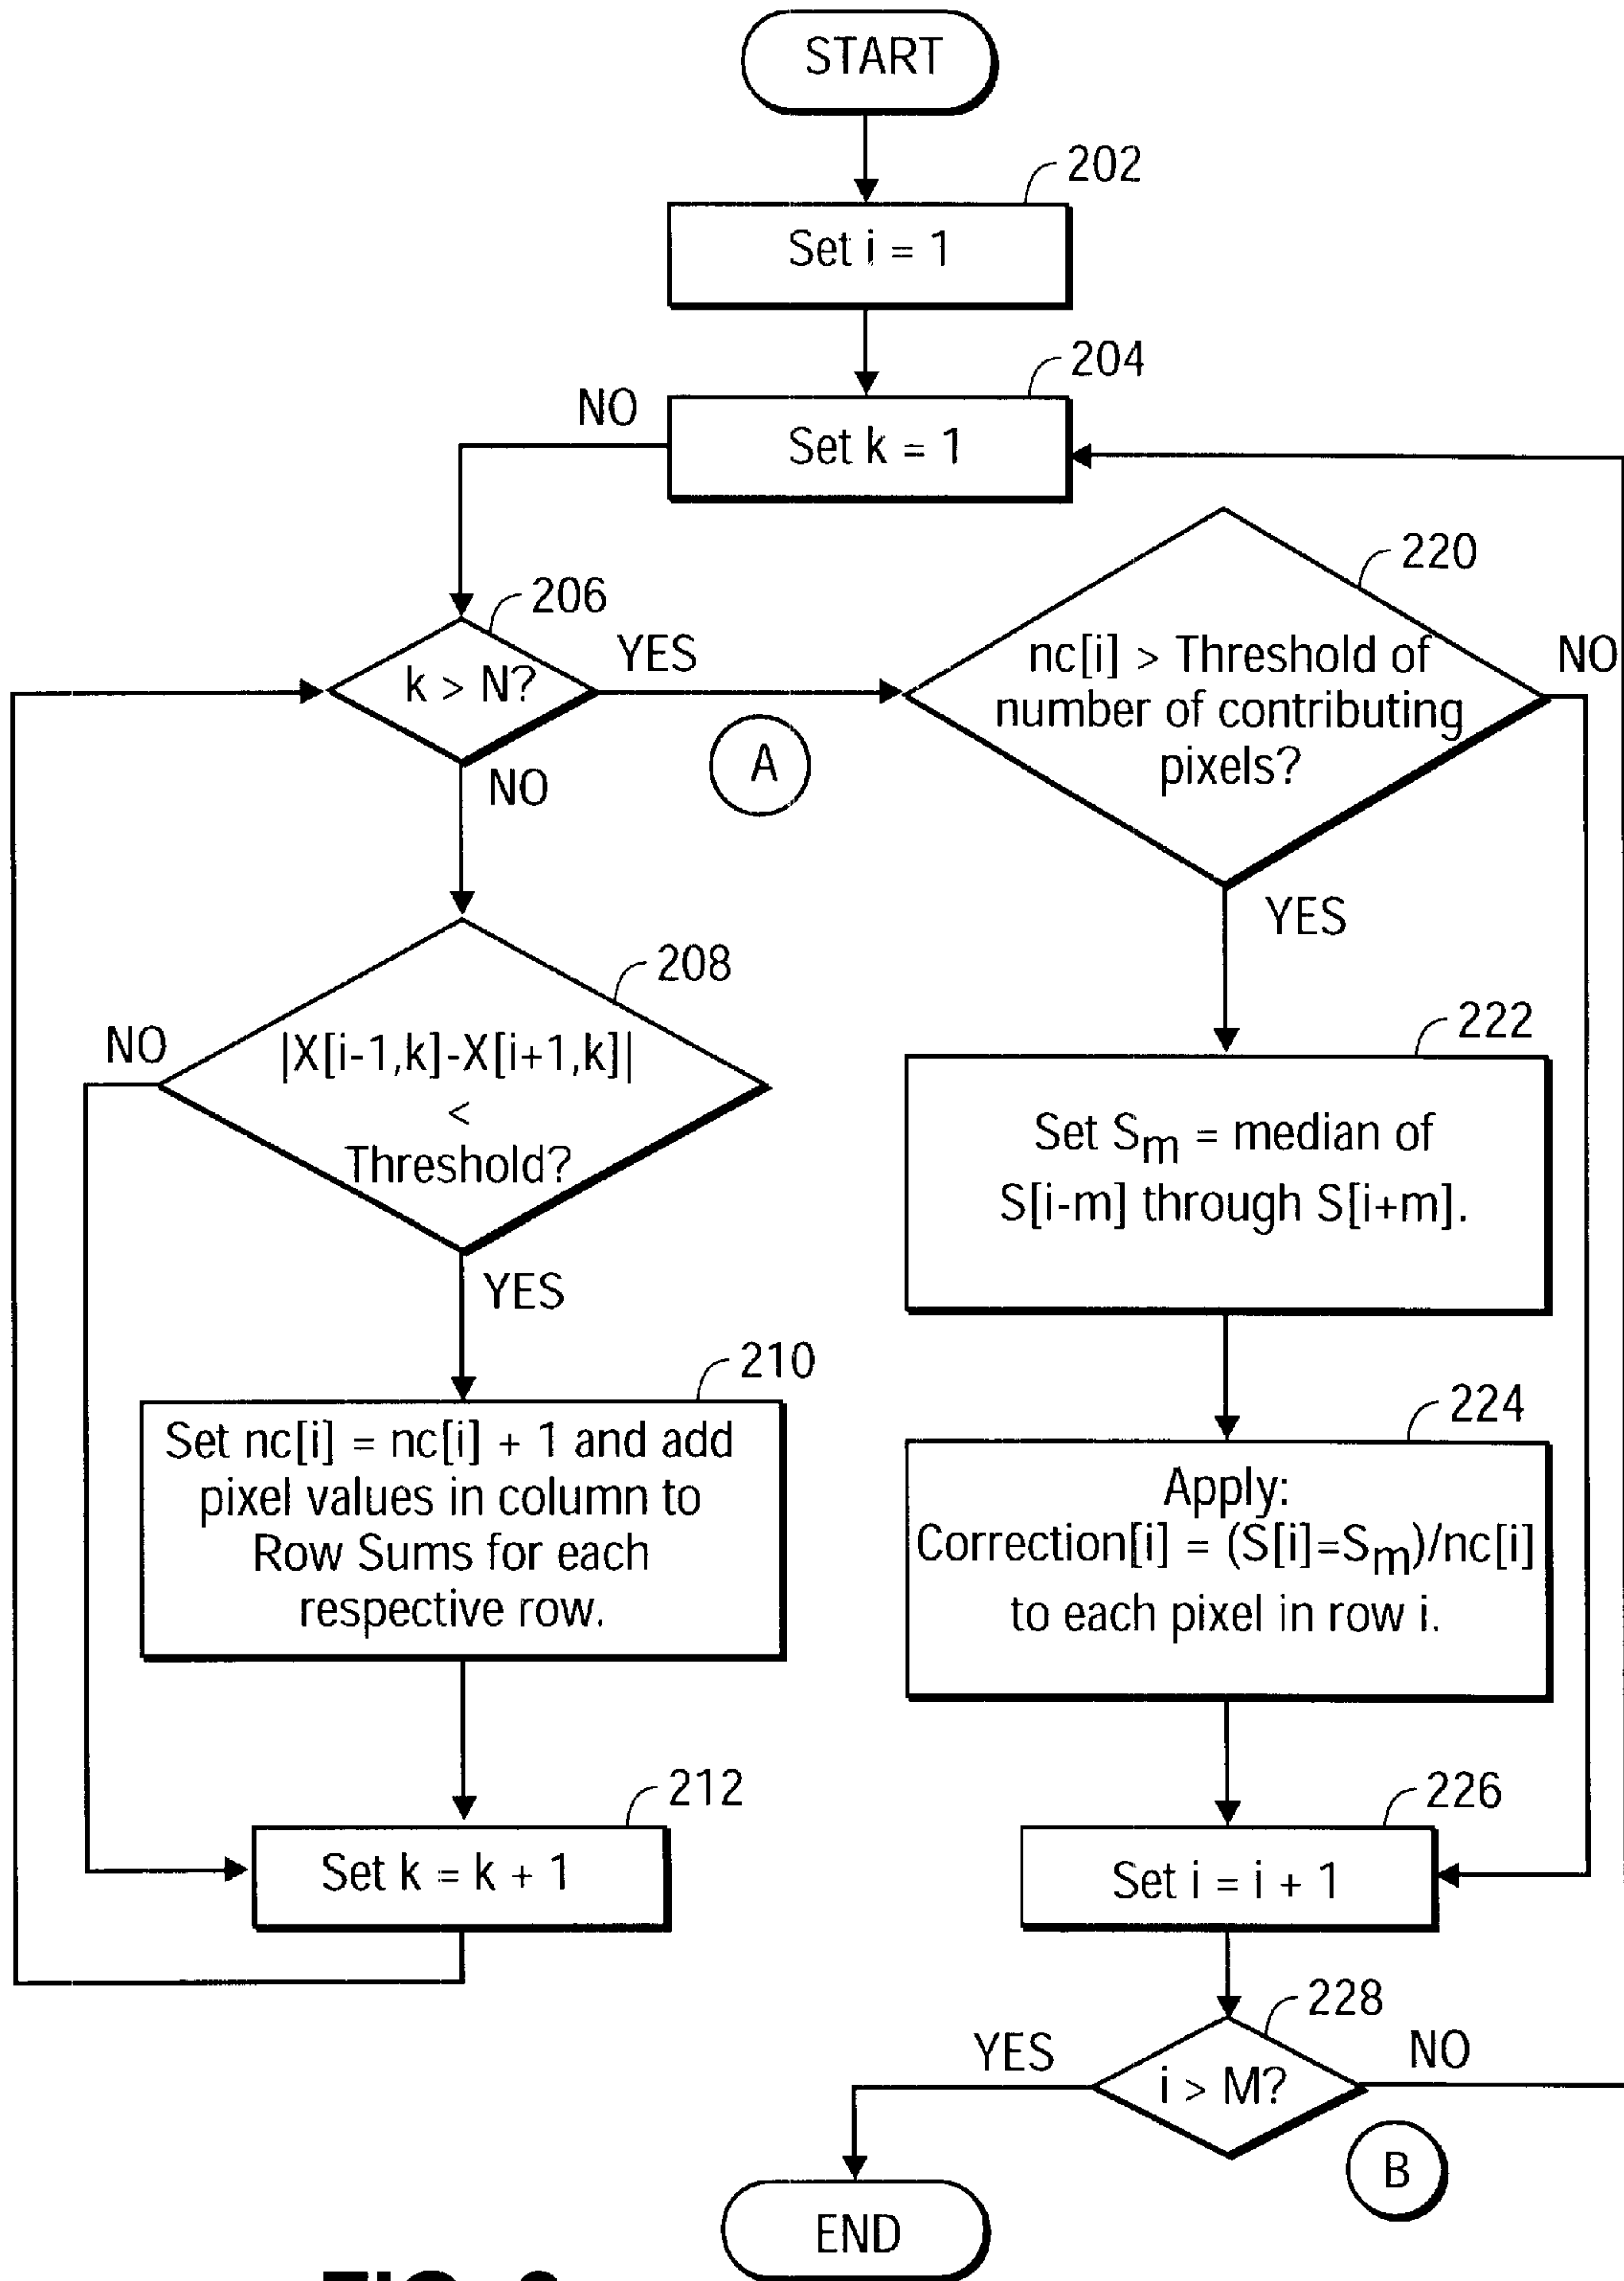 START
202
Set i = 1
204
NO
Set k = 1
206
k > N?
YES
A
NO
220
nc[i] > Threshold of
number of contributing
pixels?
NO
YES
208
NO
|X[i-1,k]-X[i+1,k]|
<
Threshold?
YES
222
Set Sm = median of
S[i-m] through S[i+m].
210
Set nc[i] = nc[i] + 1 and add
pixel values in column to
Row Sums for each
respective row.
224
Apply:
Correction[i] = (S[i]=Sm)/nc[i]
to each pixel in row i.
212
Set k = k + 1
226
Set i = i + 1
228
YES
i > M?
NO
B
END